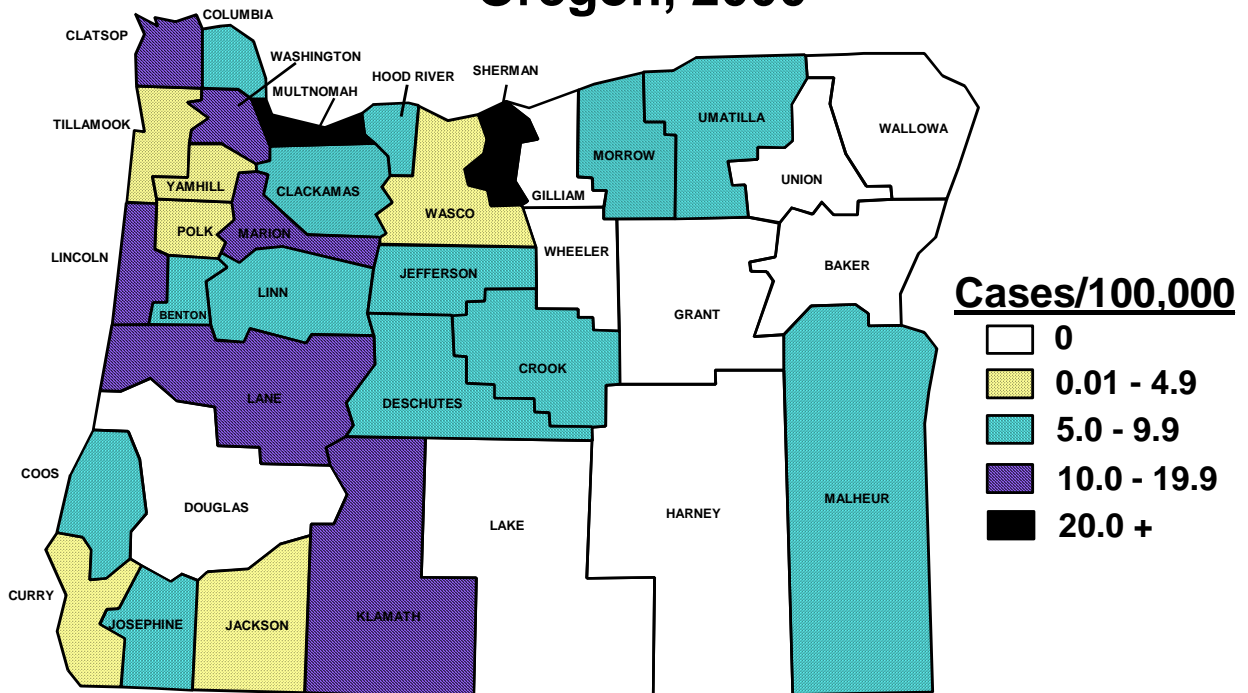 Oregon,
COLUMBIA
CLATSOP
WASHINGTON
HOOD RIVER
SHERMAN
MULTNOMAH
TILLAMOOK
UMATILLA
WALLOWA
MORROW
YAMHILL
CLACKAMAS
UNION
GILLIAM
WASCO
POLK
MARION
LINCOLN
WHEELER
BAKER
JEFFERSON
LINN
BENTON
GRANT
CROOK
LANE
DESCHUTES
COOS
DOUGLAS
LAKE
HARNEY
MALHEUR
CURRY
JOSEPHINE
JACKSON
KLAMATH
Cases/100,000
0
0.01 - 4.9
5.0 - 9.9
10.0 - 19.9
20.0 +